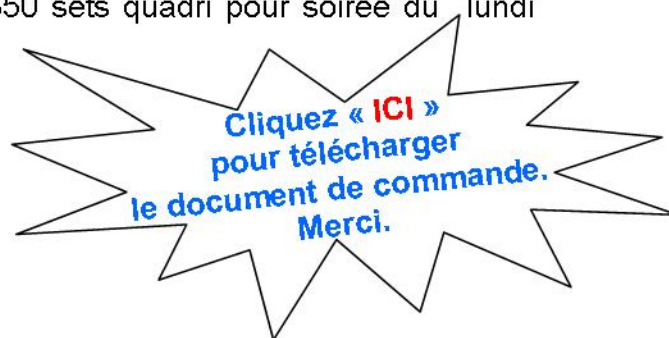 sets quadri pour soirée du lundi
Cliquez « ICI »
pour télécharger
le document de commande.
Merci.